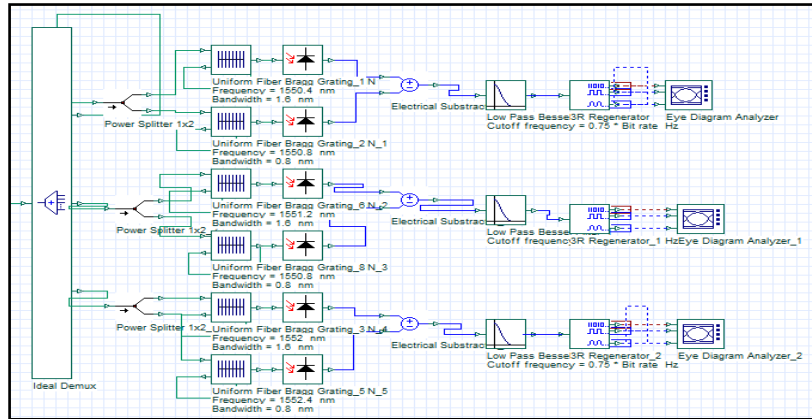 Uniform Fiber Bragg Grating_1 N
Frequency = 1550.4 nm
Bandwidth = 1.6 nm
Power Splitter 1x2
Electrical Substrac
Low Pass Besse
3R Regenerator
Cutoff frequency = 0.75 * Bit rate Hz
Eye Diagram Analyzer
Uniform Fiber Bragg Grating_2 N_1
Frequency = 1550.8 nm
Bandwidth = 0.8 nm
Uniform Fiber Bragg Grating_6 N_2
Frequency = 1551.2 nm
Bandwidth = 1.6 nm
Power Splitter 1x2
Electrical Substrac
Low Pass Besse
Cutoff frequency
3R Regenerator_1
Hz
Eye Diagram Analyzer_1
Uniform Fiber Bragg Grating_8 N_3
Frequency = 1550.8 nm
Bandwidth = 0.8 nm
Power Splitter 1x2
Uniform Fiber Bragg Grating_3 N_4
Frequency = 1552 nm
Bandwidth = 1.6 nm
Electrical Substrac
Low Pass Besse
3R Regenerator_2
Cutoff frequency = 0.75 * Bit rate Hz
Eye Diagram Analyzer_2
Uniform Fiber Bragg Grating_5 N_5
Frequency = 1552.4 nm
Bandwidth = 0.8 nm
Ideal Demux